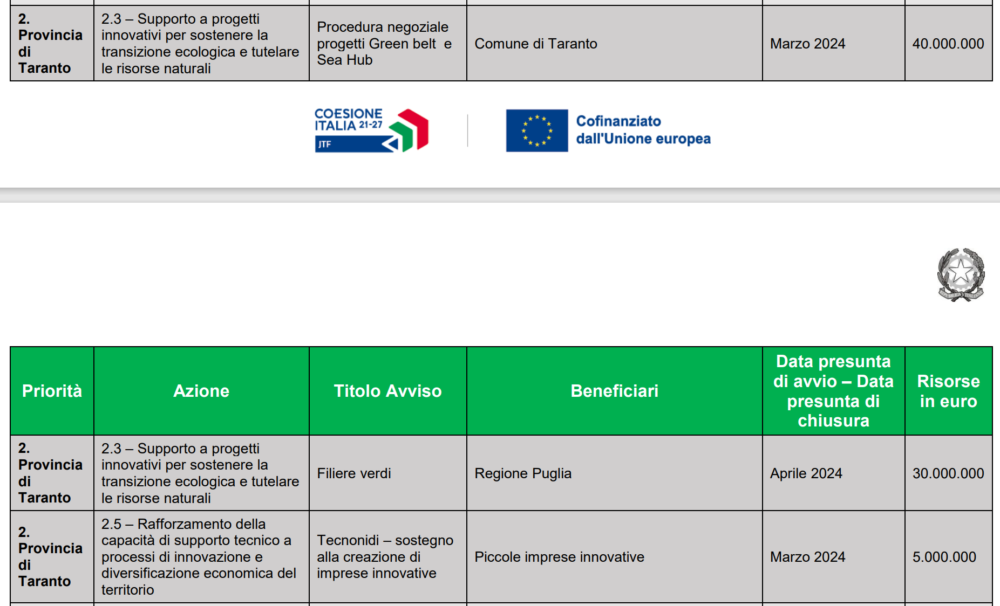 2.
Provincia
di
Taranto
2.3 – Supporto a progetti
innovativi per sostenere la
transizione ecologica e tutelare
le risorse naturali
Procedura negoziale
progetti Green belt  e
Sea Hub
Comune di Taranto
Marzo 2024
40.000.000
COESIONE
ITALIA 21-27
JTF
Cofinanziato
dall'Unione europea
Priorità
Azione
Titolo Avviso
Beneficiari
Data presunta
di avvio – Data
presunta di
chiusura
Risorse
in euro
2.
Provincia
di
Taranto
2.3 – Supporto a progetti
innovativi per sostenere la
transizione ecologica e tutelare
le risorse naturali
Filiere verdi
Regione Puglia
Aprile 2024
30.000.000
2.
Provincia
di
Taranto
2.5 – Rafforzamento della
capacità di supporto tecnico a
processi di innovazione e
diversificazione economica del
territorio
Tecnonidi – sostegno
alla creazione di
imprese innovative
Piccole imprese innovative
Marzo 2024
5.000.000